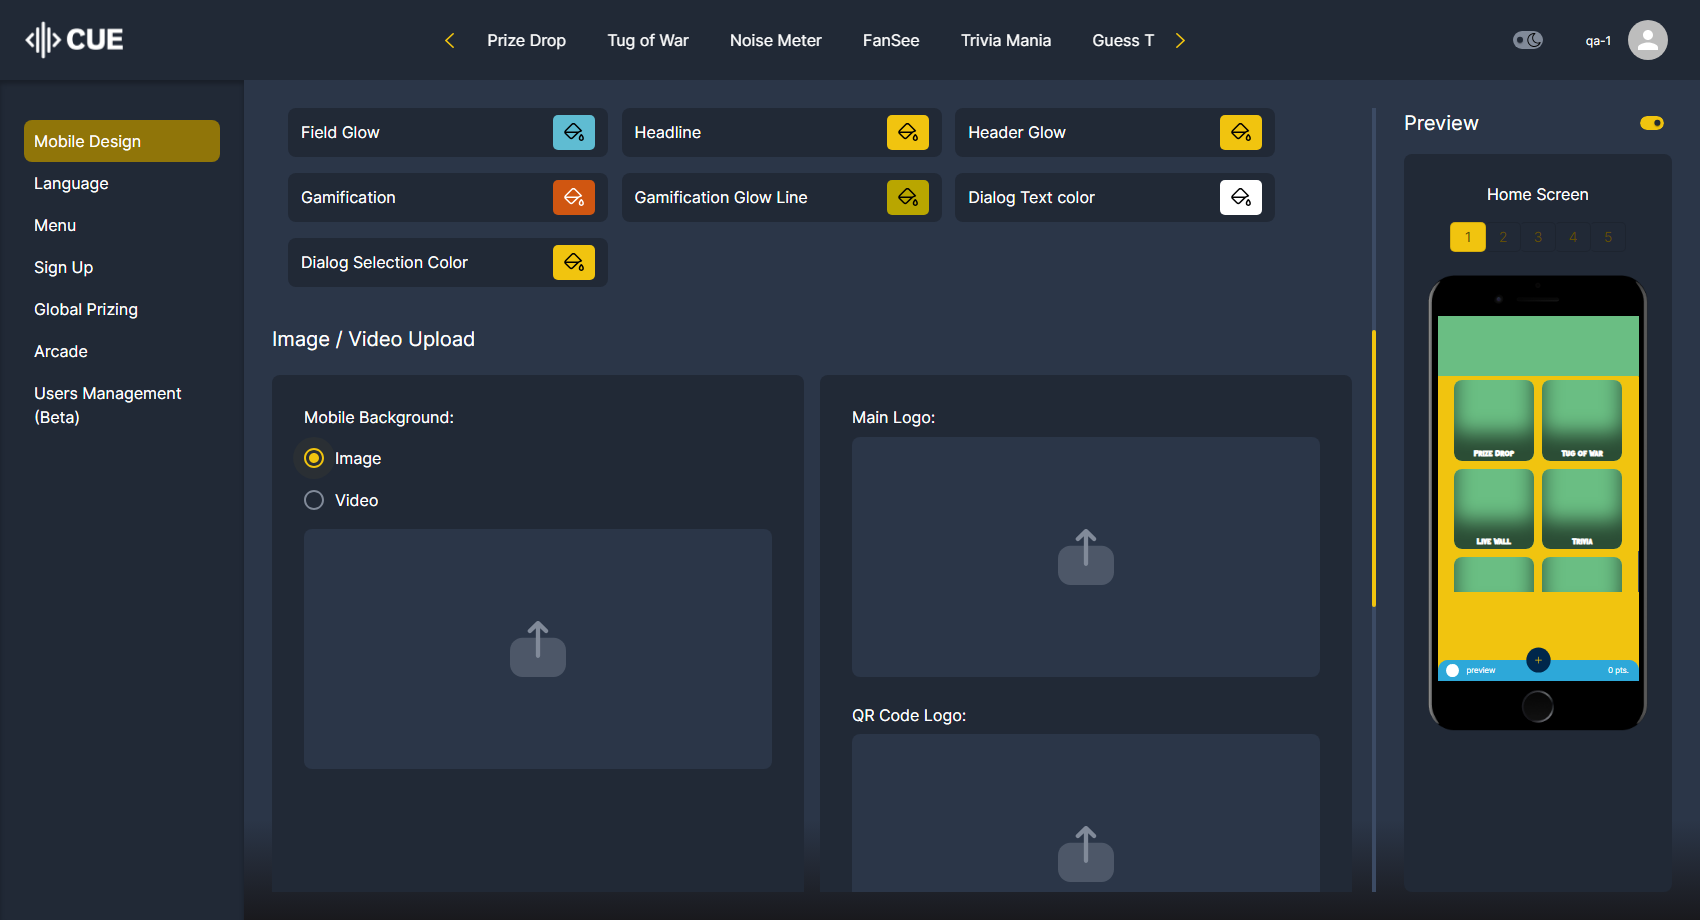 CUE
Prize Drop
Tug of War
Noise Meter
FanSee
Trivia Mania
Guess T
qa-1
Mobile Design
Language
Menu
Sign Up
Global Prizing
Arcade
Users Management
(Beta)
Field Glow
Headline
Header Glow
Gamification
Gamification Glow Line
Dialog Text color
Dialog Selection Color
Image / Video Upload
Mobile Background:
Image
Video
Main Logo:
QR Code Logo:
Preview
Home Screen
1 2 3 4 5
Prize Drop
Tug of War
Live Wall
Trivia
+
preview
0 pts.